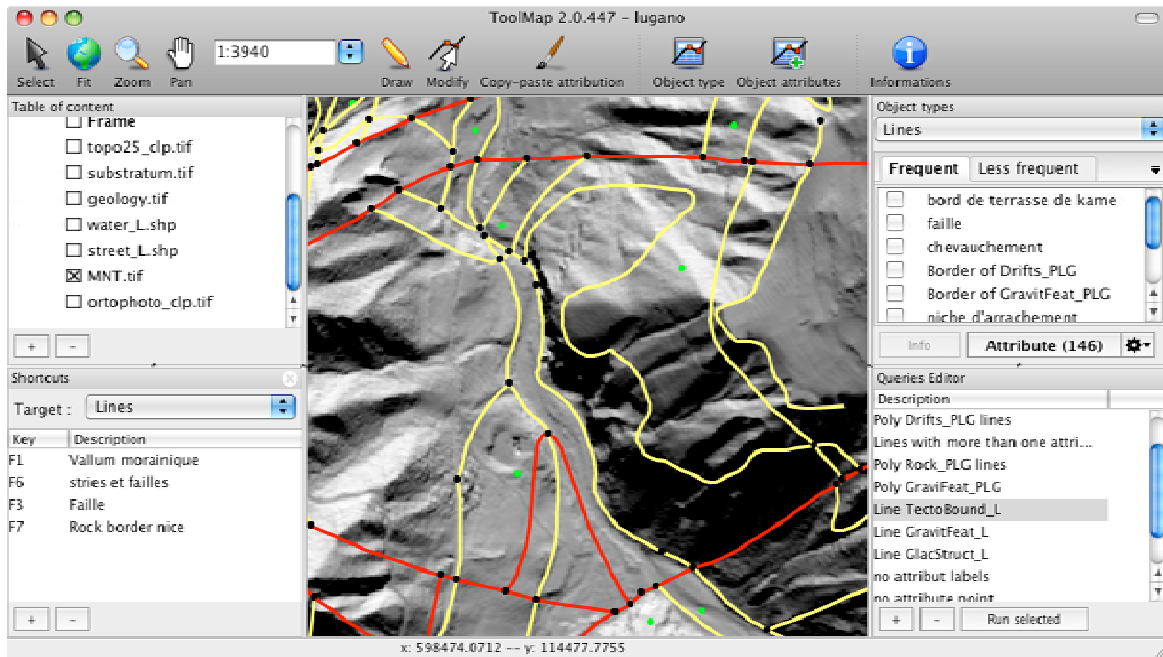 ToolMap 2.0.447 – lugano
1:3940
Select Fit Zoom Pan Draw Modify Copy-paste attribution Object type Object attributes Informations
Table of content
Frame
topo25_clp.tif
substratum.tif
geology.tif
water_L.shp
street_L.shp
MNT.tif
ortophoto_clp.tif
+ -
Shortcuts
Target : Lines
Key Description
F1 Vallum morainique
F6 stries et failles
F3 Faille
F7 Rock border nice
+ -
Object types
Lines
Frequent Less frequent
bord de terrasse de kame
faille
chevauchement
Border of Drifts_PLG
Border of GravitFeat_PLG
niche d'arrachement
Info Attribute (146)
Queries Editor
Description
Poly Drifts_PLG lines
Lines with more than one attri...
Poly Rock_PLG lines
Poly GraviFeat_PLG
Line TectoBound_L
Line GravitFeat_L
Line GlacStruct_L
no attribut labels
no attribute point
+ - Run selected
x: 598474.0712 -- y: 114477.7755